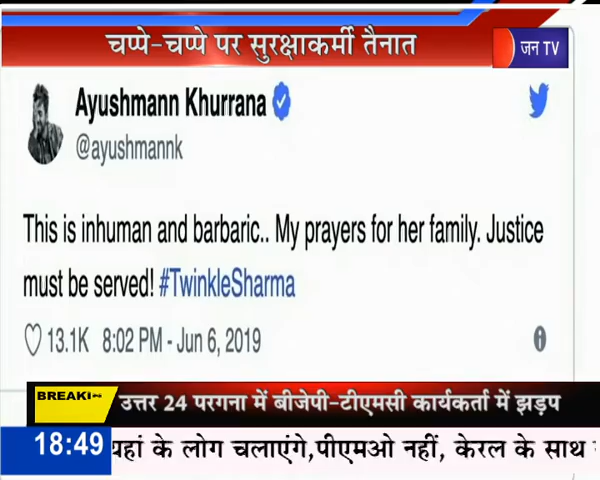 चप्पे-चप्पे पर सुरक्षाकर्मी तैनात
जन TV
Ayushmann Khurrana
@ayushmannk
This is inhuman and barbaric.. My prayers for her family. Justice
must be served! #TwinkleSharma
13.1K 8:02 PM - Jun 6, 2019
उत्तर 24 परगना में बीजेपी-टीएमसी कार्यकर्ता में झड़प
18:49 यहां के लोग चलाएंगे,पीएमओ नहीं, केरल के साथ